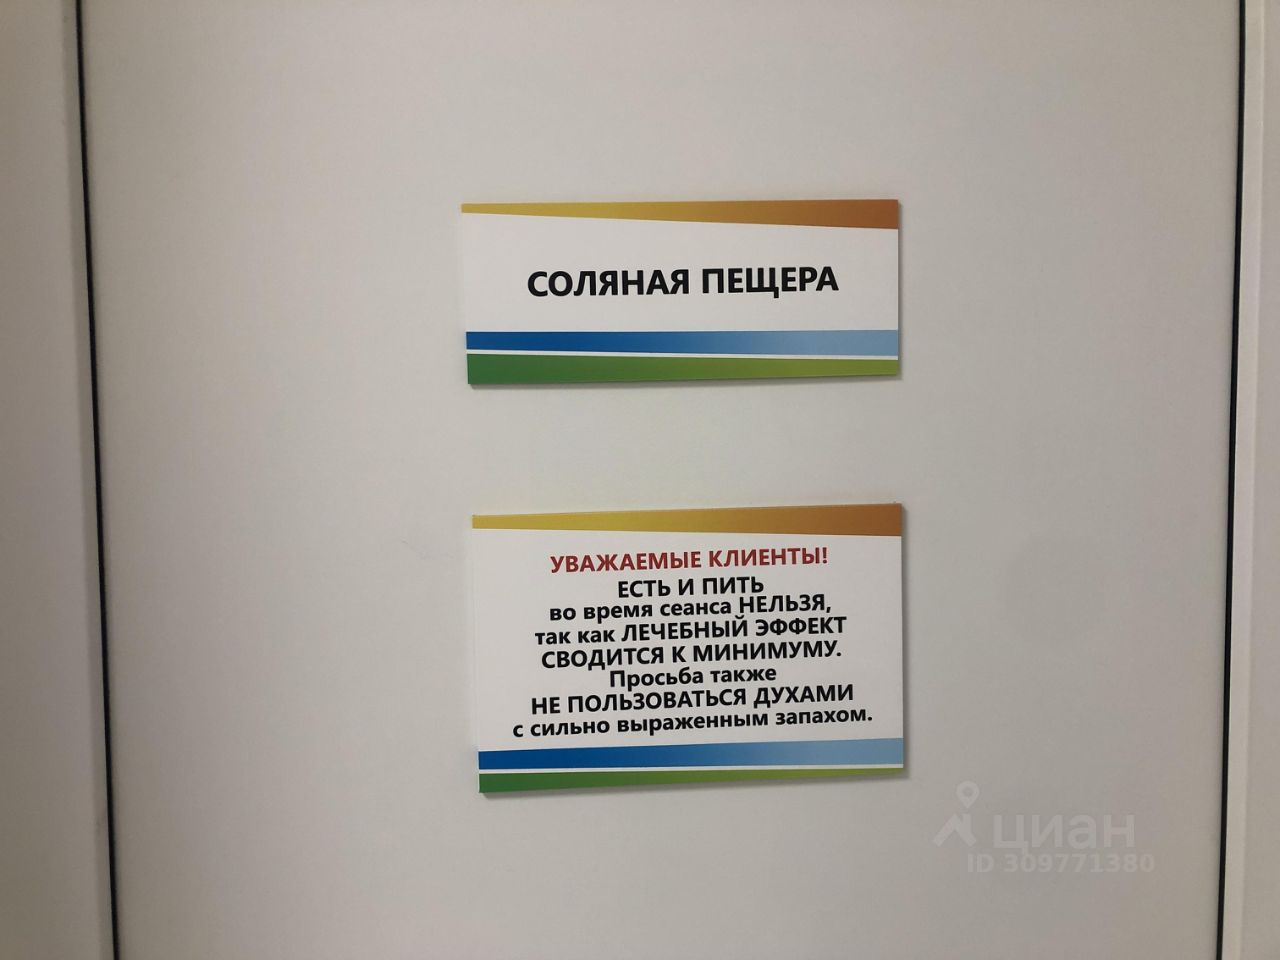 СОЛЯНАЯ ПЕЩЕРА
УВАЖАЕМЫЕ КЛИЕНТЫ!
ЕСТЬ И ПИТЬ
во время сеанса НЕЛЬЗЯ,
так как ЛЕЧЕБНЫЙ ЭФФЕКТ
СВОДИТСЯ К МИНИМУМУ.
Просьба также
НЕ ПОЛЬЗОВАТЬСЯ ДУХАМИ
с сильно выраженным запахом.
циан
ID 309771380